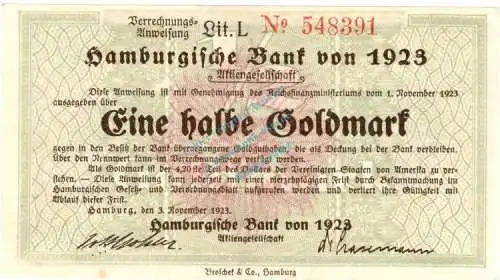 Verrechnungs-
Anweisung Lit. L № 548391
Hamburgische Bank von 1923
Aktiengesellschaft
Diese Anweisung ist mit Genehmigung des Reichsfinanzministeriums vom 1. November 1923
ausgegeben über
Eine halbe Goldmark
gegen in den Besitz der Bank übergegangene Goldguthaben, die als Deckung bei der Bank verbleiben.
Über den Nennwert kann im Verrechnungswege verfügt werden.
Als Goldmark ist der 4,20te Teil des Dollars der Vereinigten Staaten von Amerika zu ver-
stehen. – Diese Anweisung kann jederzeit mit einmonatiger Frist durch Bekanntmachung im
Hamburgischen Gesetz- und Verordnungsblatt aufgerufen werden und verliert ihre Gültigkeit mit
Ablauf dieser Frist.
Hamburg, den 3. November 1923.
Hamburgische Bank von 1923
Aktiengesellschaft
Broschek & Co., Hamburg